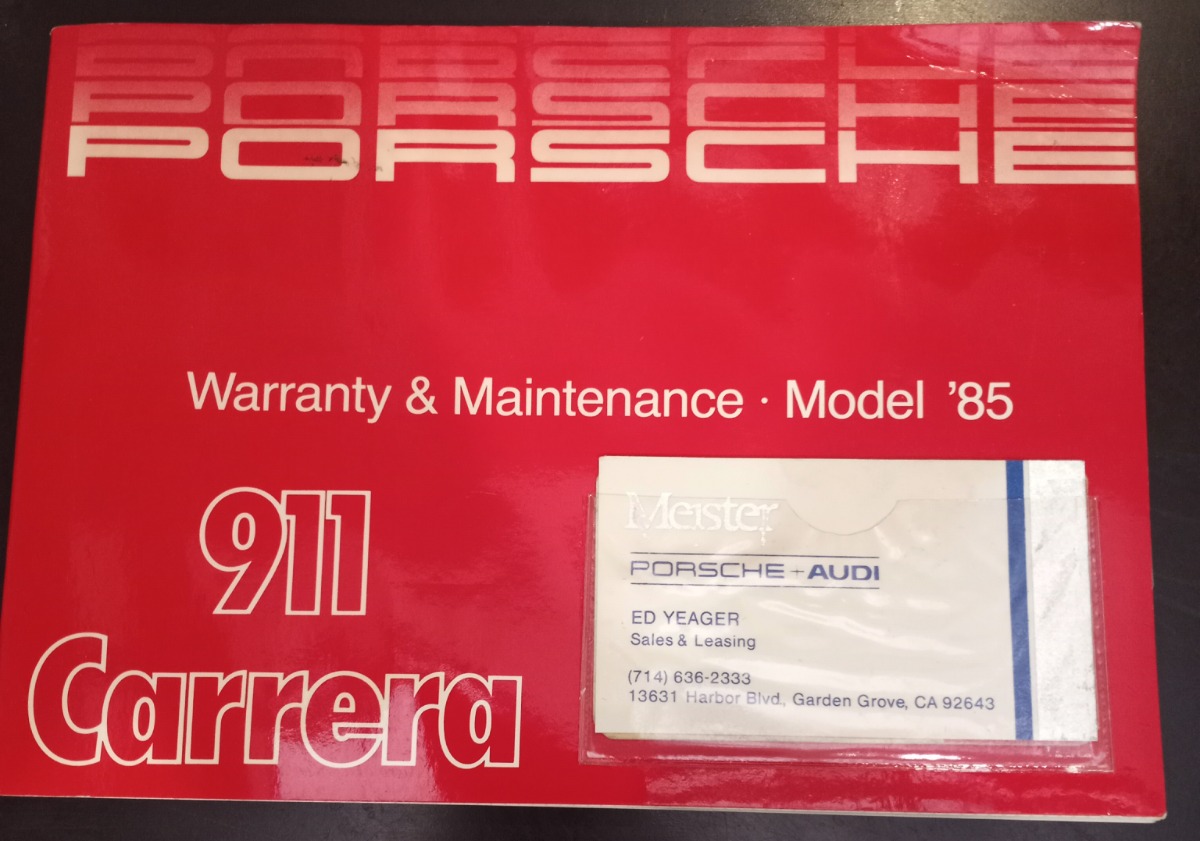 PORSCHE
PORSCHE
PORSCHE
Warranty & Maintenance · Model '85
911
Carrera
Meister
PORSCHE + AUDI
ED YEAGER
Sales & Leasing
(714) 636-2333
13631 Harbor Blvd., Garden Grove, CA 92643